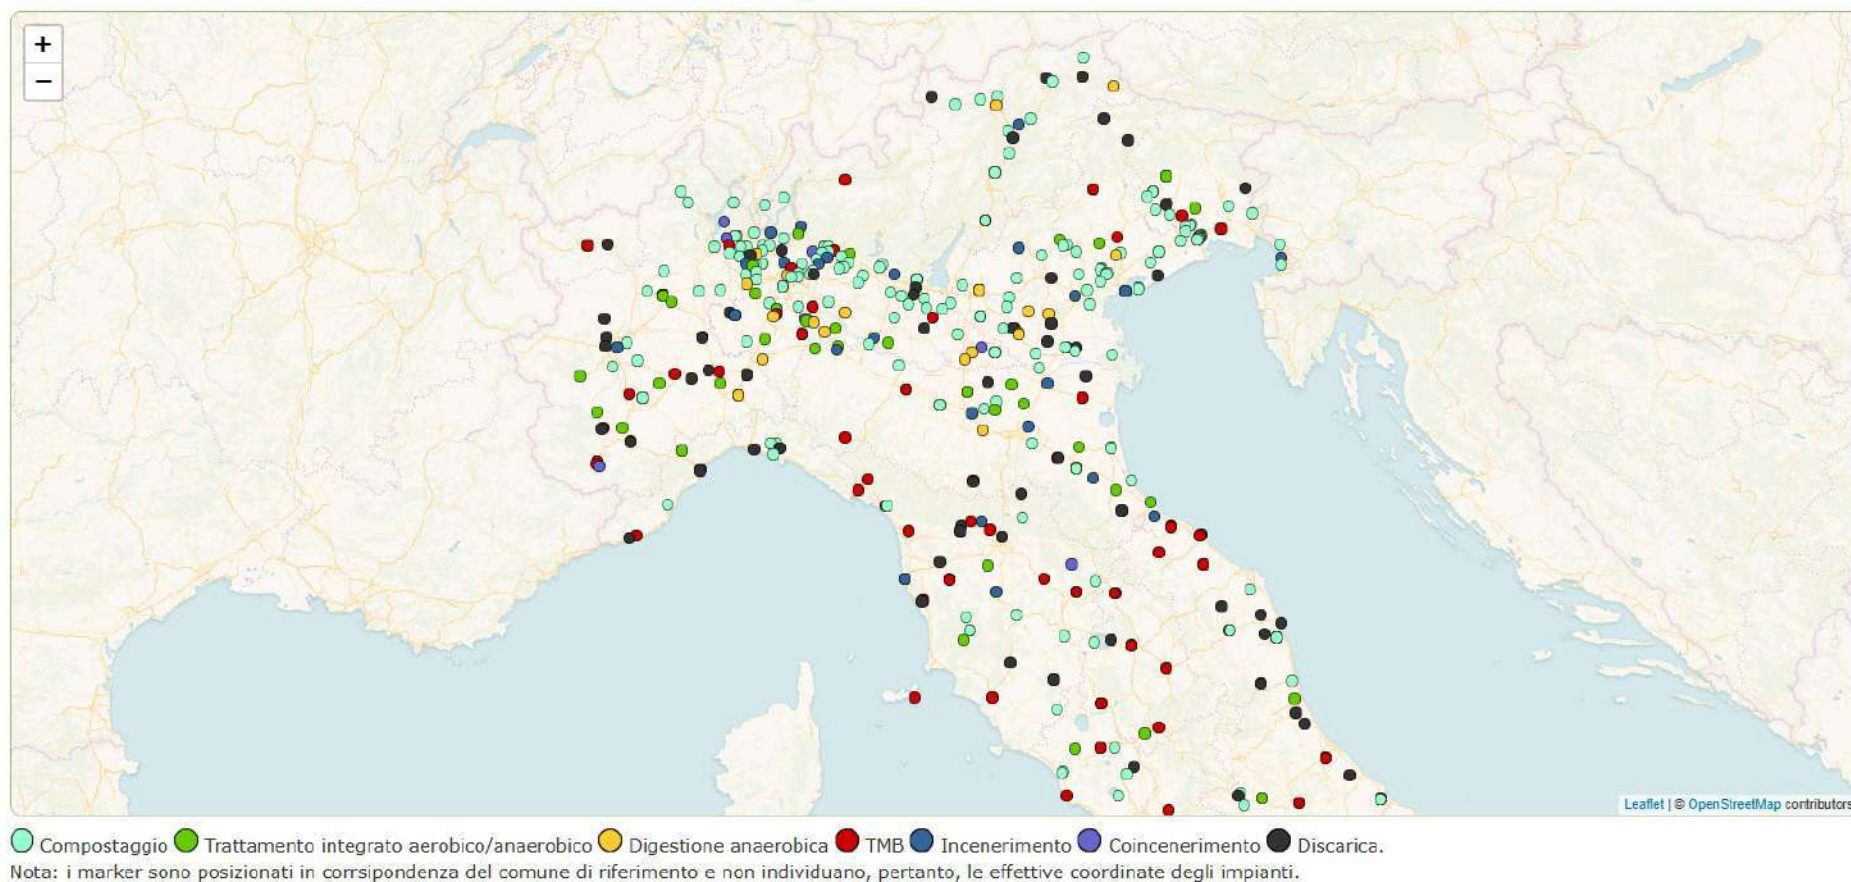 +
−
Leaflet | © OpenStreetMap contributors
Compostaggio Trattamento integrato aerobico/anaerobico Digestione anaerobica TMB Incenerimento Coincenerimento Discarica.
Nota: i marker sono posizionati in corrsipondenza del comune di riferimento e non individuano, pertanto, le effettive coordinate degli impianti.